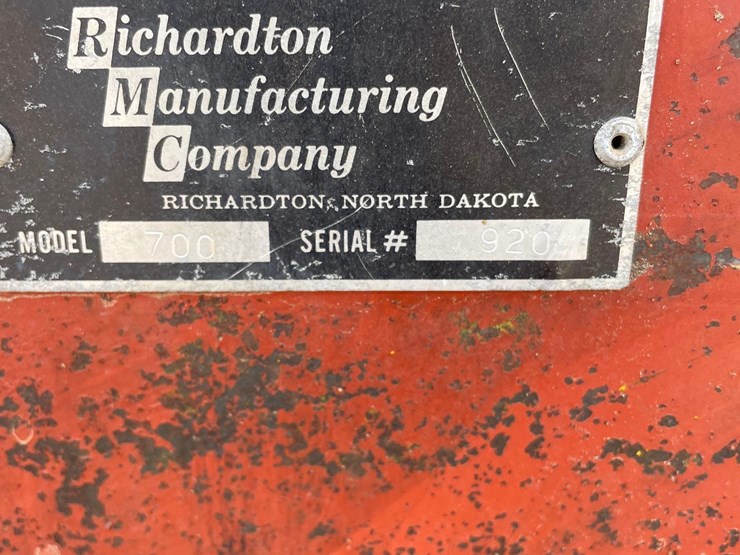 Richardton
Manufacturing
Company
RICHARDTON, NORTH DAKOTA
MODEL 700 SERIAL # 920